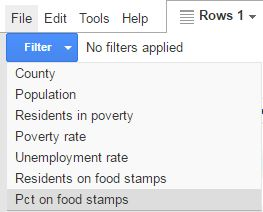 File Edit Tools Help Rows 1
Filter No filters applied
County
Population
Residents in poverty
Poverty rate
Unemployment rate
Residents on food stamps
Pct on food stamps